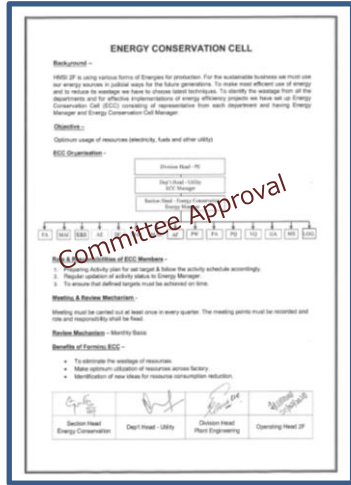 ENERGY CONSERVATION CELL
Background –
HMSI 2F is using various forms of Energies for production. For the sustainable business we must use
our energy sources in judicial ways for the future generations. To make most efficient use of energy
and to reduce its wastage we have to choose latest techniques. To identify the wastage from all the
departments and for effective implementations of energy efficiency projects we have set up Energy
Conservation Cell (ECC) consisting of representative from each department and having Energy
Manager and Energy Conservation Cell Manager.
Objective –
Optimum usage of resources (electricity, fuels and other utility)
ECC Organisation –
Division Head - PE
Dep't Head - Utility
ECC Manager
Section Head - Energy Conservation
Energy Manager
Committee Approval
FA MAC AE AF PW PA PQ VQ QA MS
Role & Responsibilities of ECC Members -
1. Preparing Activity plan for set target & follow the activity schedule accordingly.
2. Regular updation of activity status to Energy Manager.
3. To ensure that defined targets must be achieved on time.
Meeting & Review Mechanism -
Meeting must be carried out at least once in every quarter. The meeting points must be recorded and
role and responsibility shall be fixed.
Review Mechanism – Monthly Basis
Benefits of Forming ECC –
• To eliminate the wastage of resources.
• Make optimum utilization of resources across factory.
• Identification of new ideas for resource consumption reduction.
Section Head
Energy Conservation
Dep't Head - Utility
Division Head
Plant Engineering
Operating Head 2F